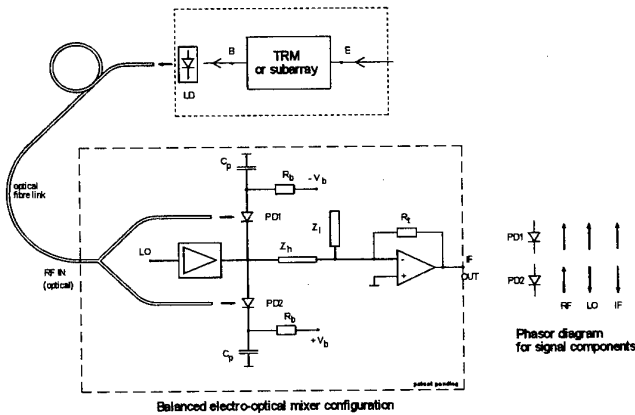 B
TRM
or subarray
E
LD
optical
fibre link
Cp
Rb
-Vb
PD1
Zl
Rt
LO
Zh
-
+
IF
OUT
RF IN
(optical)
PD2
Rb
+Vb
Cp
patent pending
PD1
PD2
RF LO IF
Phasor diagram
for signal components
Balanced electro-optical mixer configuration